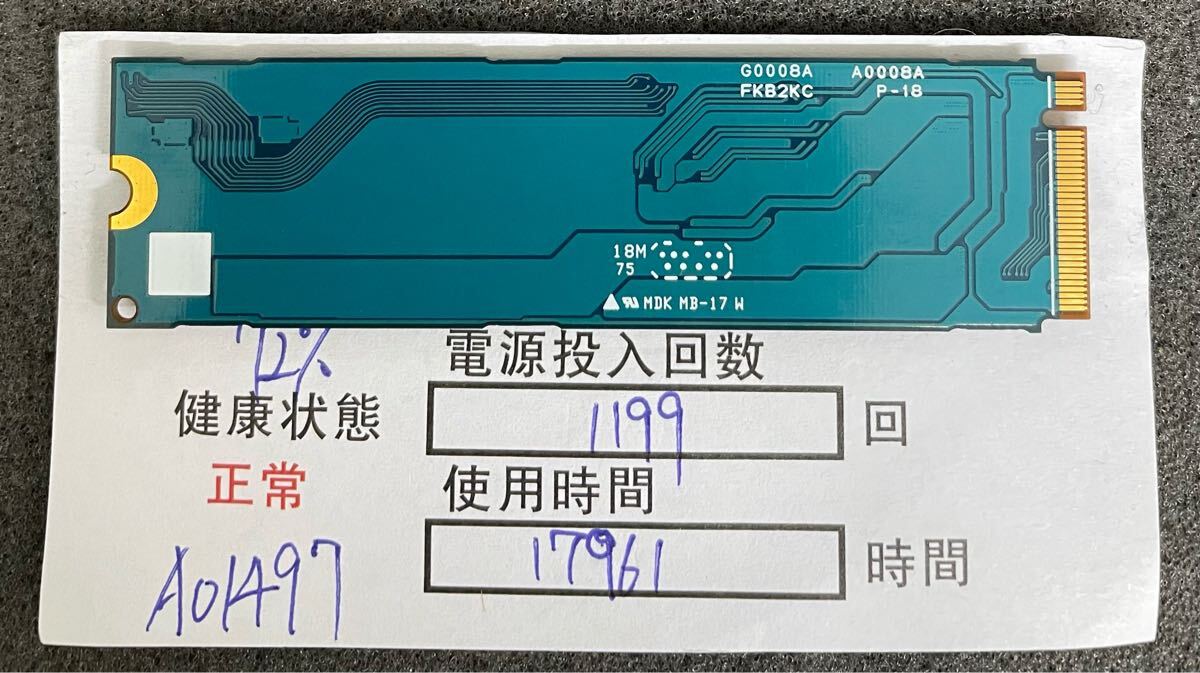 G0008A A0008A
FKB2KC P-18
18M
75
MDK MB-17 W
72%
電源投入回数
健康状態
1199 回
正常
使用時間
17961 時間
A01497